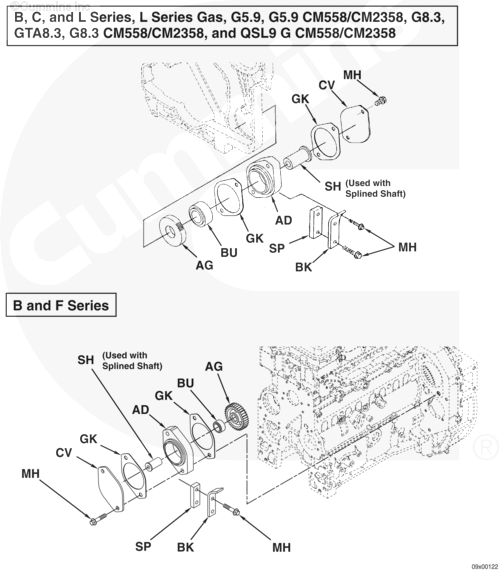 ©Cummins Inc.
B, C, and L Series, L Series Gas, G5.9, G5.9 CM558/CM2358, G8.3,
GTA8.3, G8.3 CM558/CM2358, and QSL9 G CM558/CM2358
MH
CV
GK
SH (Used with
Splined Shaft)
AD
GK
BU
AG
SP
BK
MH
B and F Series
SH (Used with
Splined Shaft)
AG
BU
GK
AD
GK
CV
MH
SP
BK
MH
Cummins
®
09x00122